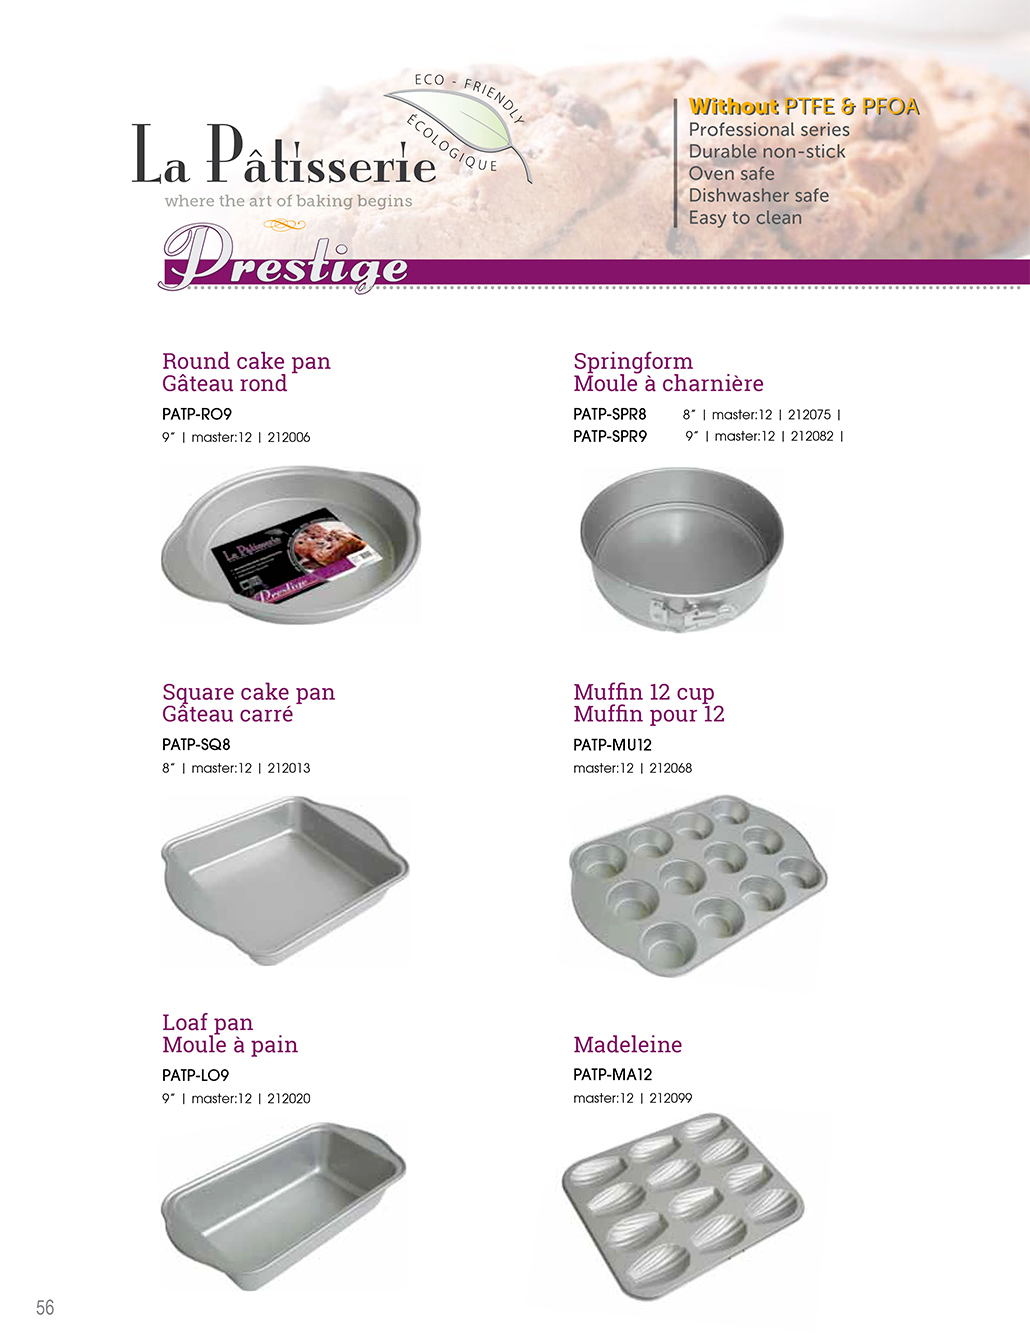 ECO - FRIENDLY
ÉCOLOGIQUE
La Pâtisserie
where the art of baking begins
Prestige
Without PTFE & PFOA
Professional series
Durable non-stick
Oven safe
Dishwasher safe
Easy to clean
Round cake pan
Gâteau rond
PATP-RO9
9” | master:12 | 212006
Springform
Moule à charnière
PATP-SPR8 8” | master:12 | 212075 |
PATP-SPR9 9” | master:12 | 212082 |
La Pâtisserie
Prestige
Square cake pan
Gâteau carré
PATP-SQ8
8” | master:12 | 212013
Muffin 12 cup
Muffin pour 12
PATP-MU12
master:12 | 212068
Loaf pan
Moule à pain
PATP-LO9
9” | master:12 | 212020
Madeleine
PATP-MA12
master:12 | 212099
56